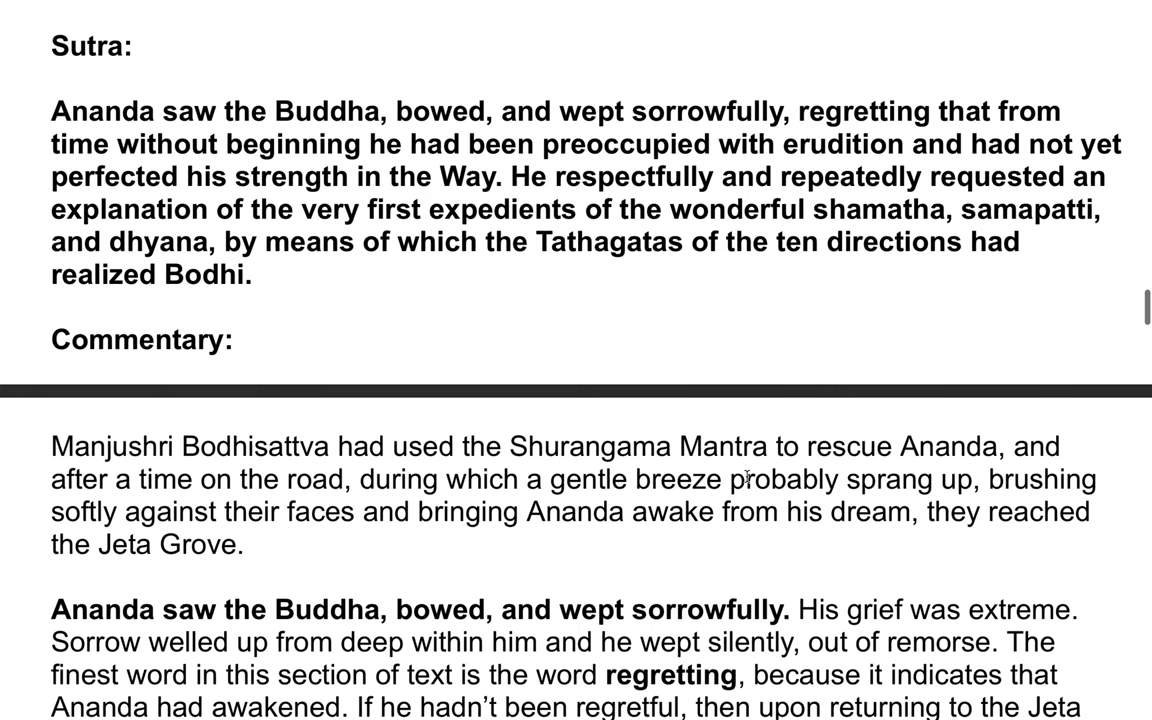 Sutra:
Ananda saw the Buddha, bowed, and wept sorrowfully, regretting that from
time without beginning he had been preoccupied with erudition and had not yet
perfected his strength in the Way. He respectfully and repeatedly requested an
explanation of the very first expedients of the wonderful shamatha, samapatti,
and dhyana, by means of which the Tathagatas of the ten directions had
realized Bodhi.
Commentary:
Manjushri Bodhisattva had used the Shurangama Mantra to rescue Ananda, and
after a time on the road, during which a gentle breeze probably sprang up, brushing
softly against their faces and bringing Ananda awake from his dream, they reached
the Jeta Grove.
Ananda saw the Buddha, bowed, and wept sorrowfully. His grief was extreme.
Sorrow welled up from deep within him and he wept silently, out of remorse. The
finest word in this section of text is the word regretting, because it indicates that
Ananda had awakened. If he hadn’t been regretful, then upon returning to the Jeta